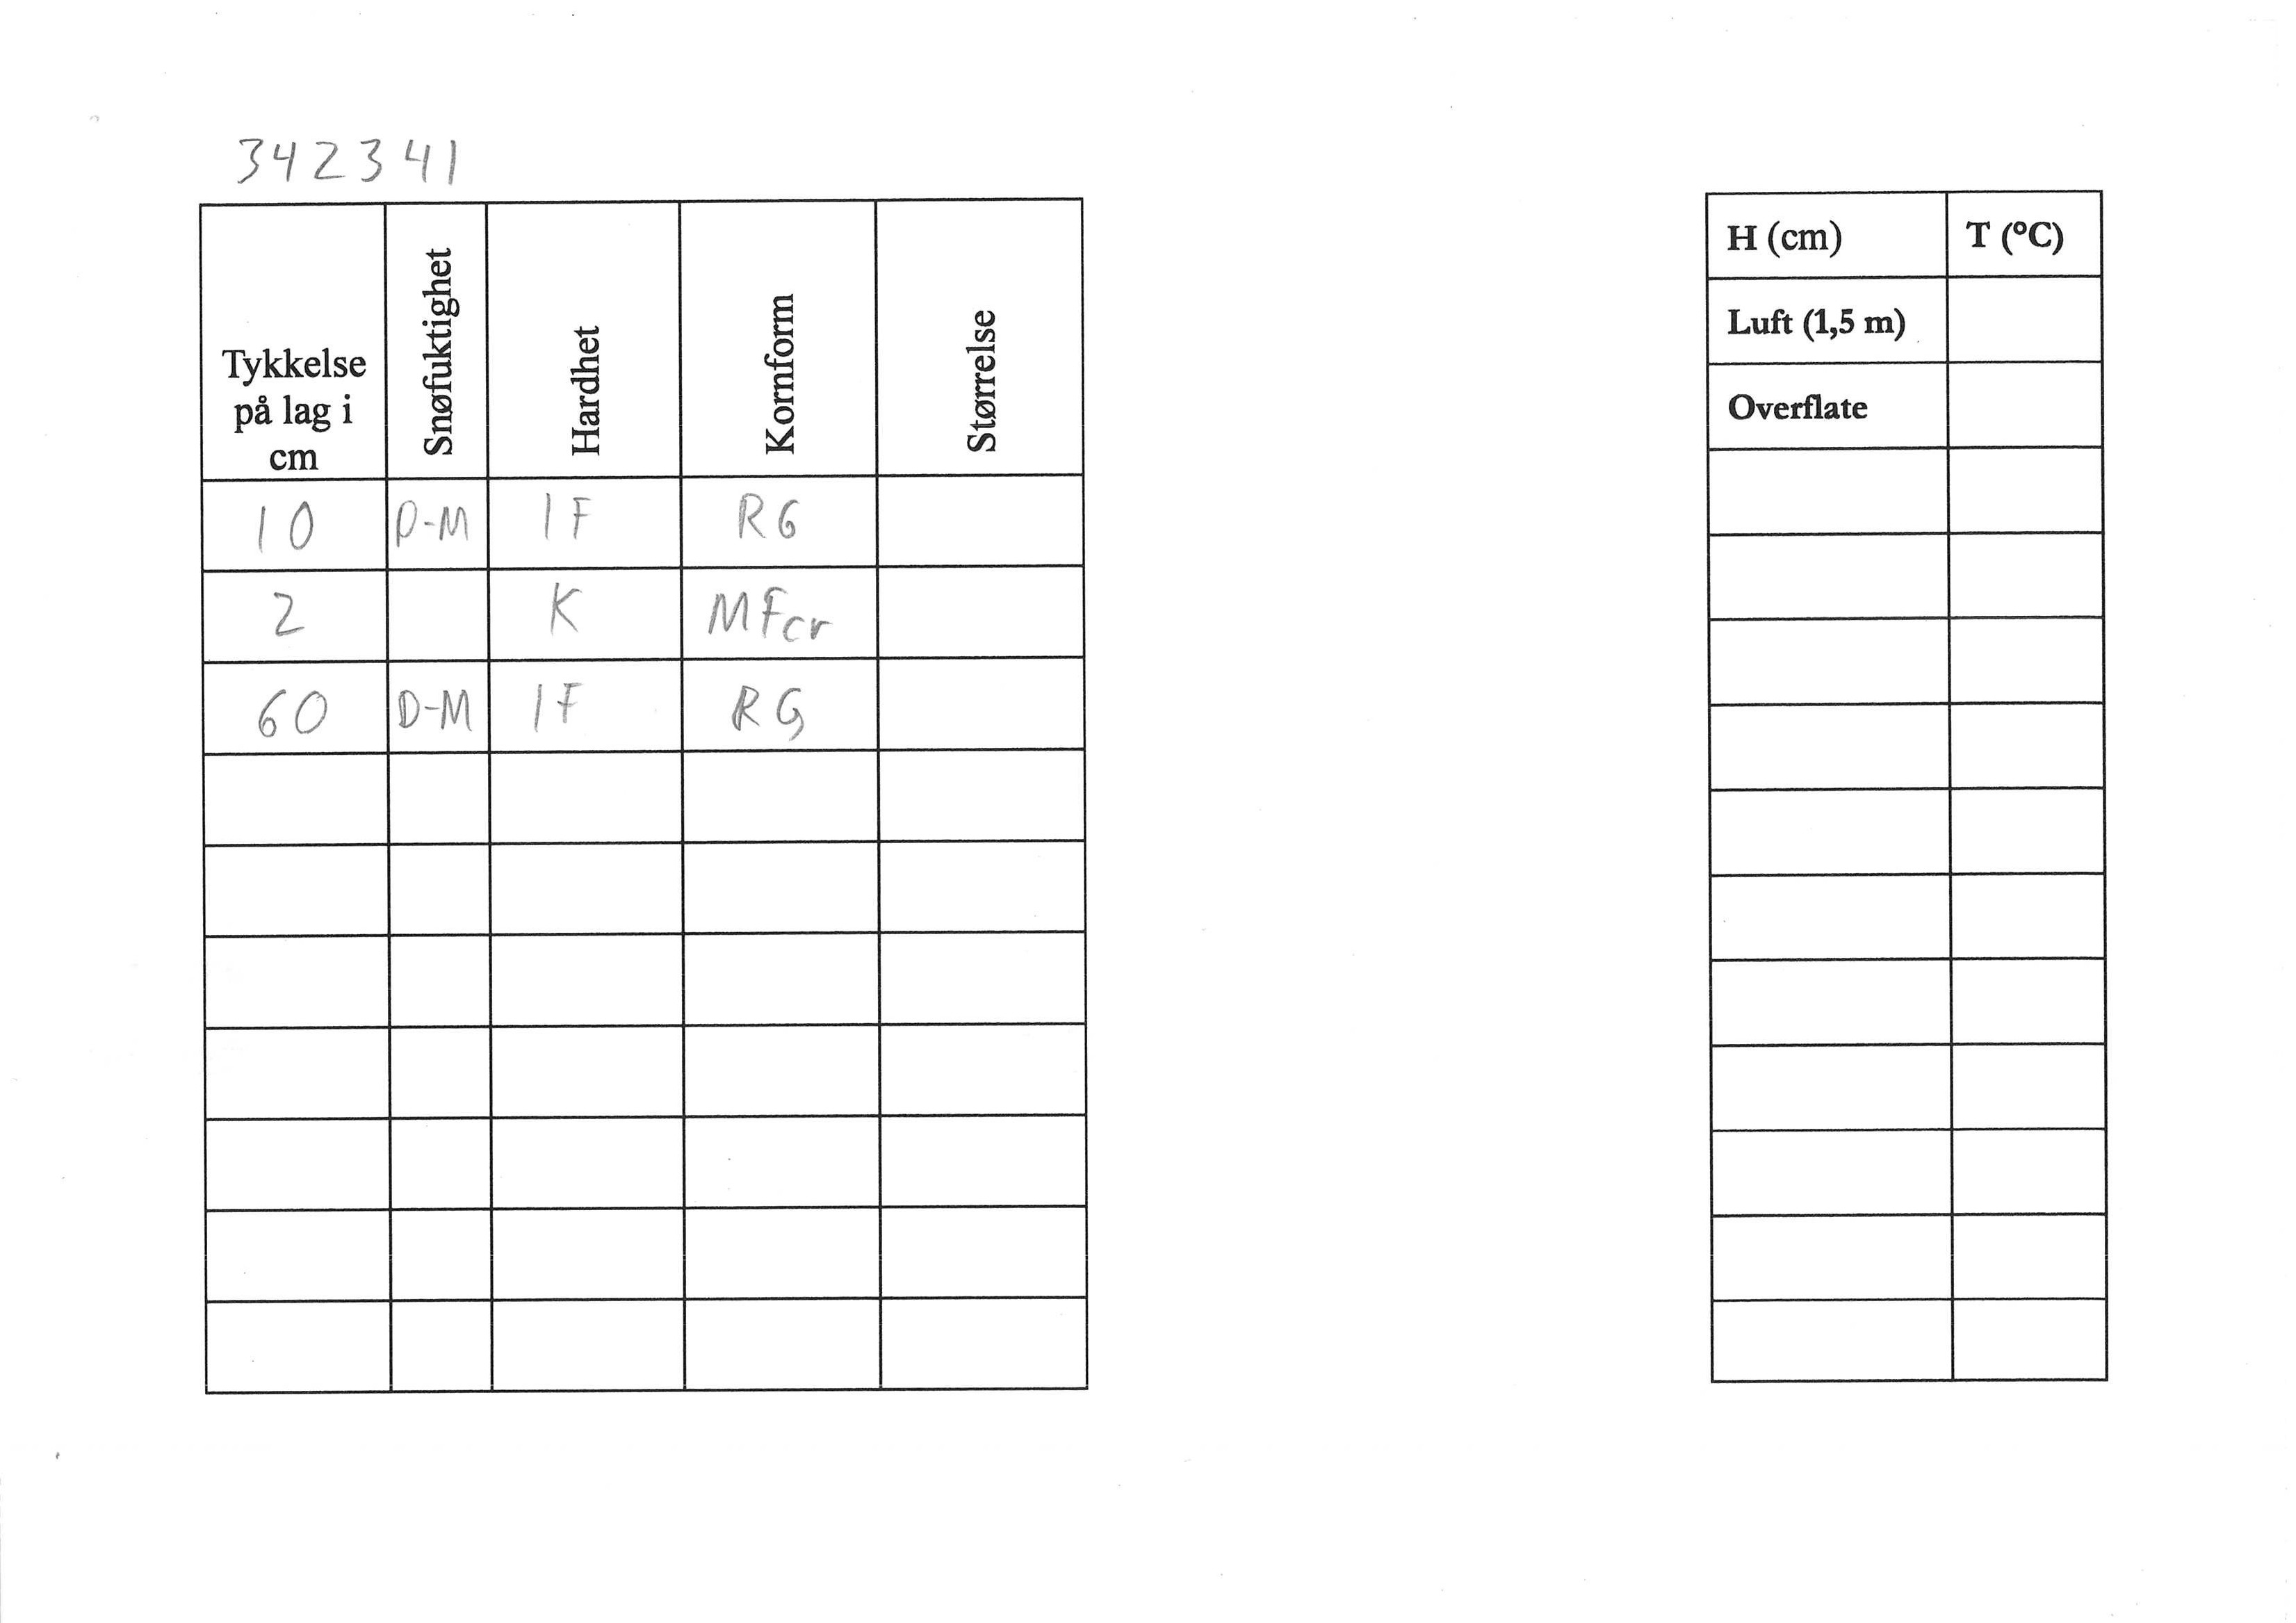 342341
Tykkelse på lag i cm Snøfuktighet Hardhet Kornform Størrelse
10 D-M 1F RG
2 K MFcr
60 D-M 1F RG
H (cm) T (°C)
Luft (1,5 m)
Overflate